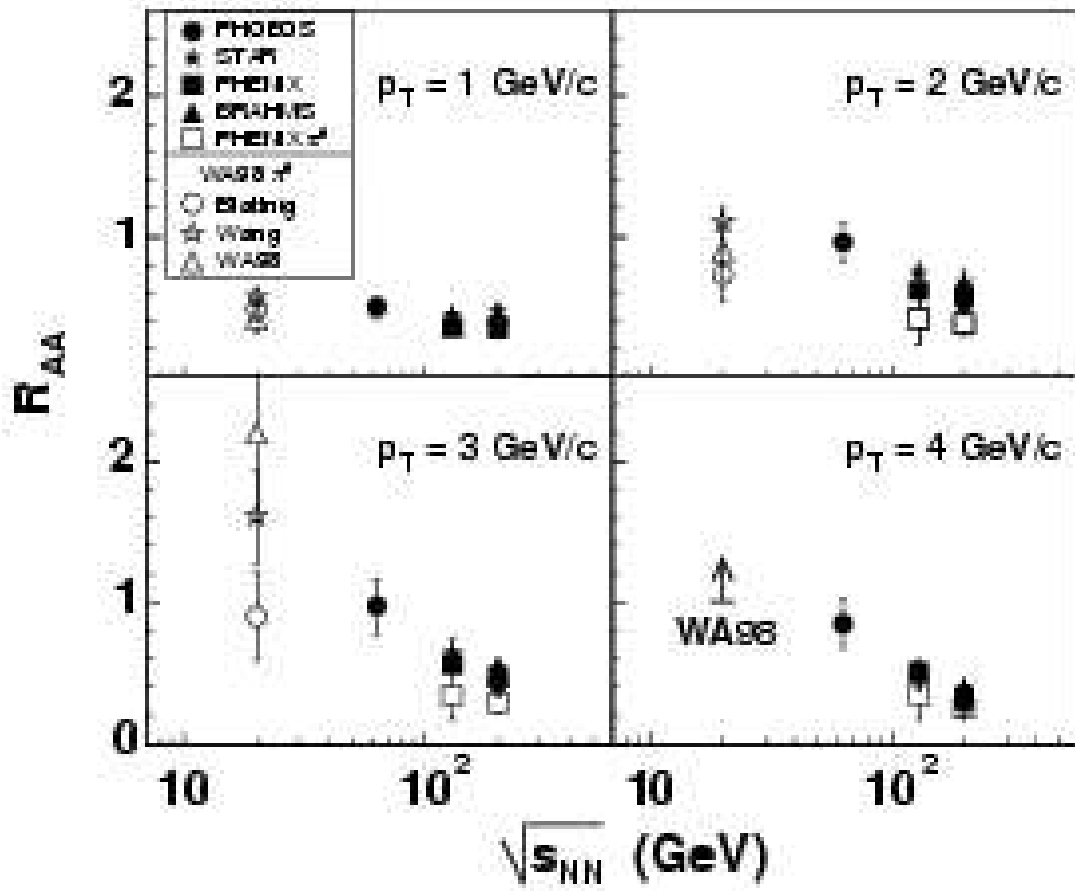 PHOBOS
STAR
PHENIX
BRAHMS
PHENIX π⁰
WA98 π⁰
Wang
WA98
p_T = 1 GeV/c
p_T = 2 GeV/c
2
1
R_AA
p_T = 3 GeV/c
p_T = 4 GeV/c
2
1
0
WA98
10 10² 10 10²
√s_NN (GeV)